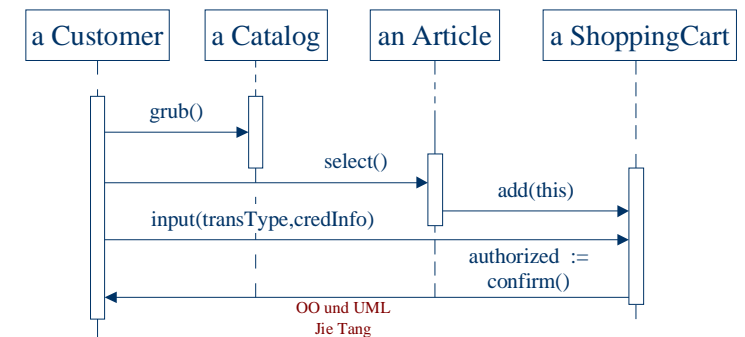 a Customer
a Catalog
an Article
a ShoppingCart
grub()
select()
add(this)
input(transType,credInfo)
authorized :=
confirm()
OO und UML
Jie Tang